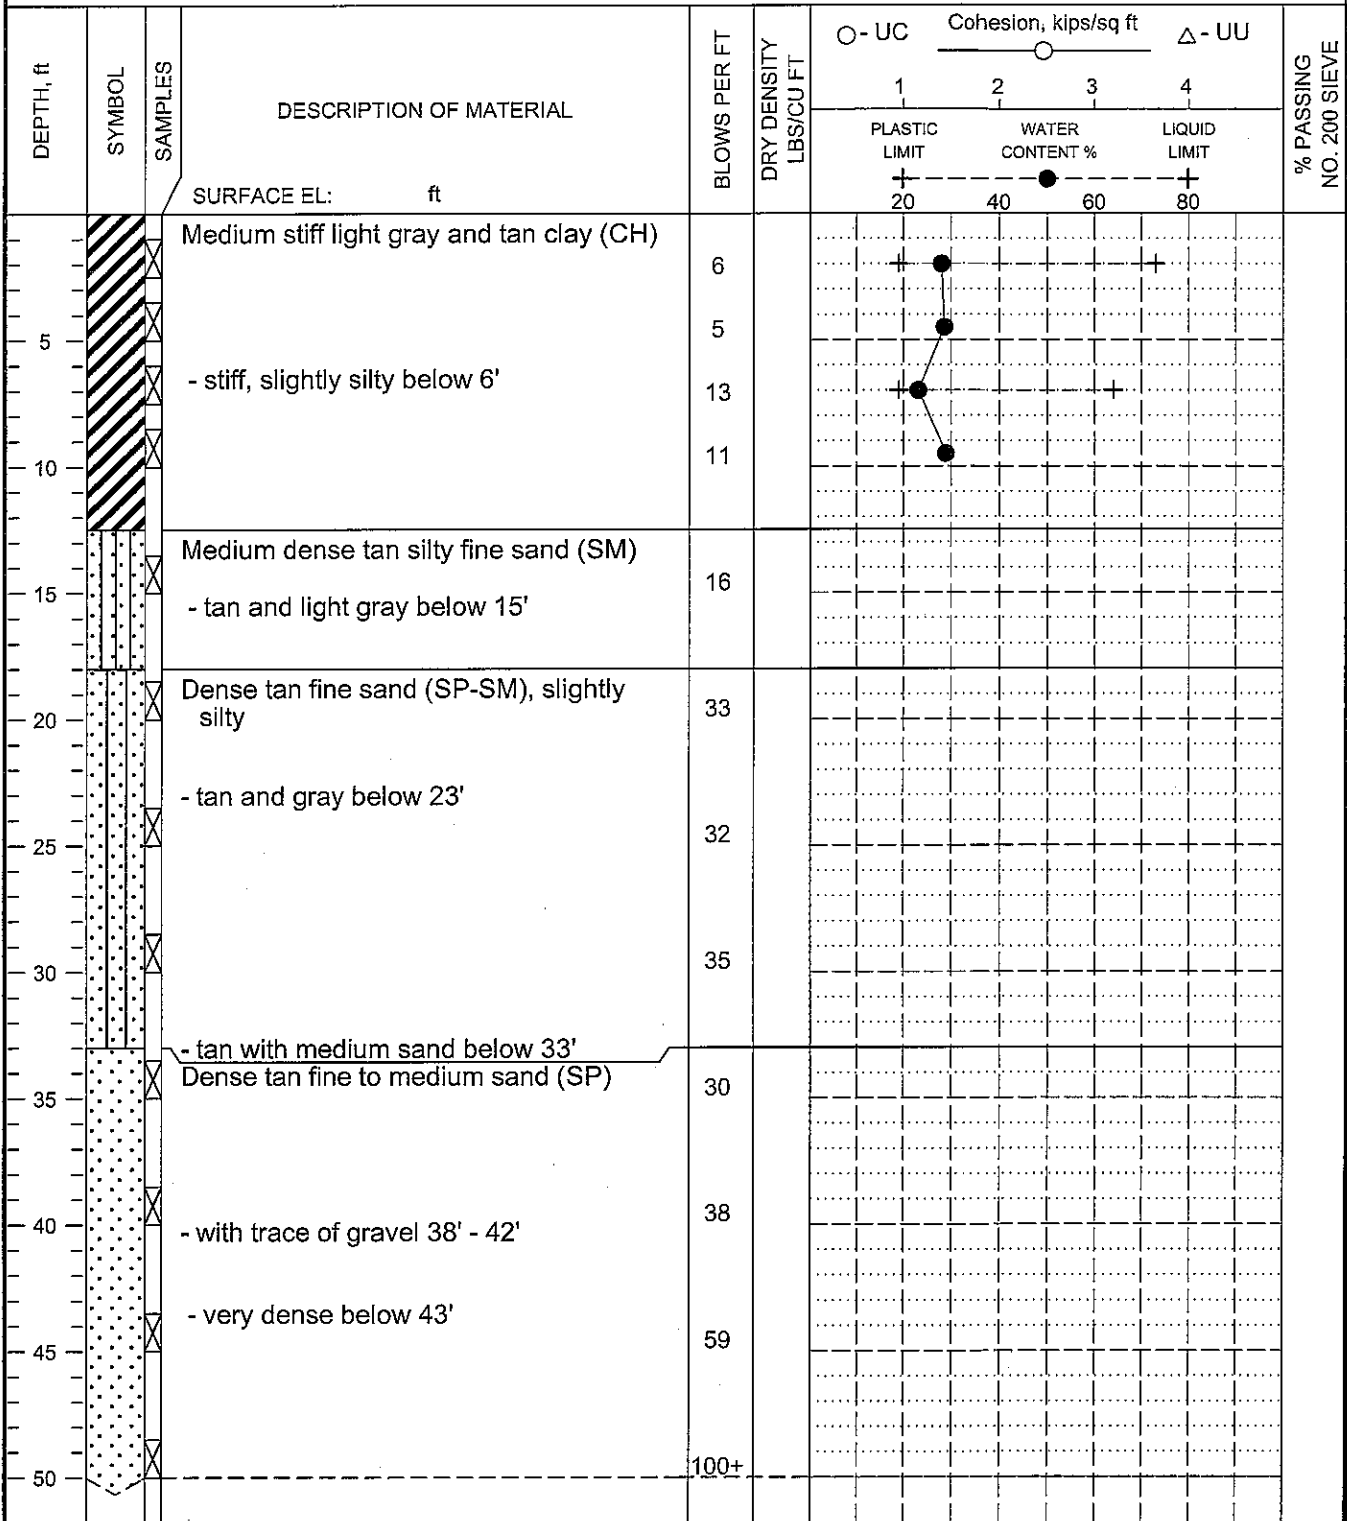 DEPTH, ft
SYMBOL
SAMPLES
DESCRIPTION OF MATERIAL
SURFACE EL: ft
BLOWS PER FT
DRY DENSITY
LBS/CU FT
- UC Cohesion, kips/sq ft - UU
1 2 3 4
PLASTIC WATER LIQUID
LIMIT CONTENT % LIMIT
20 40 60 80
% PASSING
NO. 200 SIEVE
Medium stiff light gray and tan clay (CH)
6
5
5
- stiff, slightly silty below 6'
13
11
10
Medium dense tan silty fine sand (SM)
16
15
- tan and light gray below 15'
Dense tan fine sand (SP-SM), slightly
silty
33
20
- tan and gray below 23'
32
25
35
30
- tan with medium sand below 33'
Dense tan fine to medium sand (SP)
30
35
38
40
- with trace of gravel 38' - 42'
- very dense below 43'
59
45
100+
50